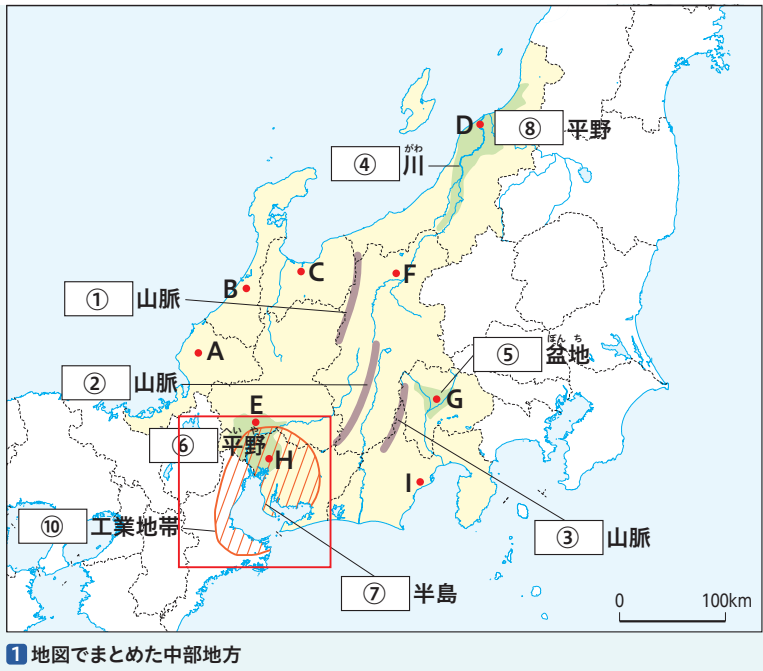 D
⑧ 平野
④ 川
がわ
C
F
B
① 山脈
A
⑤ 盆地
ぼんち
② 山脈
G
E
⑥ 平野
へいや
H
I
⑩ 工業地帯
③ 山脈
⑦ 半島
0 100km
1 地図でまとめた中部地方